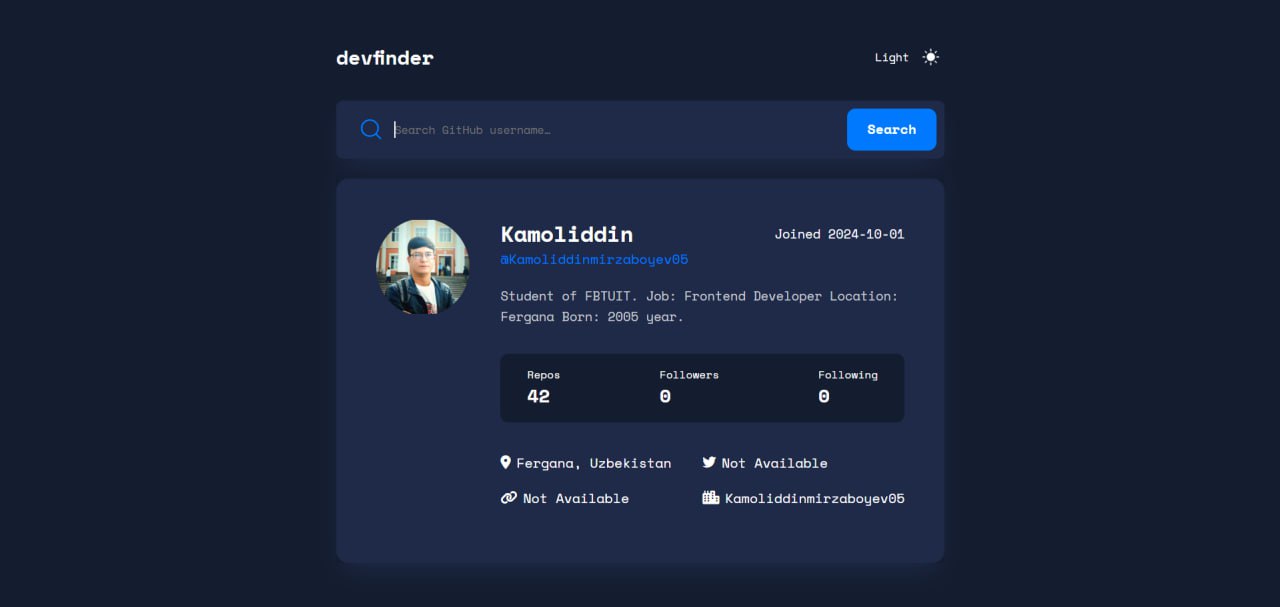 devfinder
Light
Search GitHub username…
Search
Kamoliddin
Joined 2024-10-01
@Kamoliddinmirzaboyev05
Student of FBTUIT. Job: Frontend Developer Location:
Fergana Born: 2005 year.
Repos
Followers
Following
42
0
0
Fergana, Uzbekistan
Not Available
Not Available
Kamoliddinmirzaboyev05